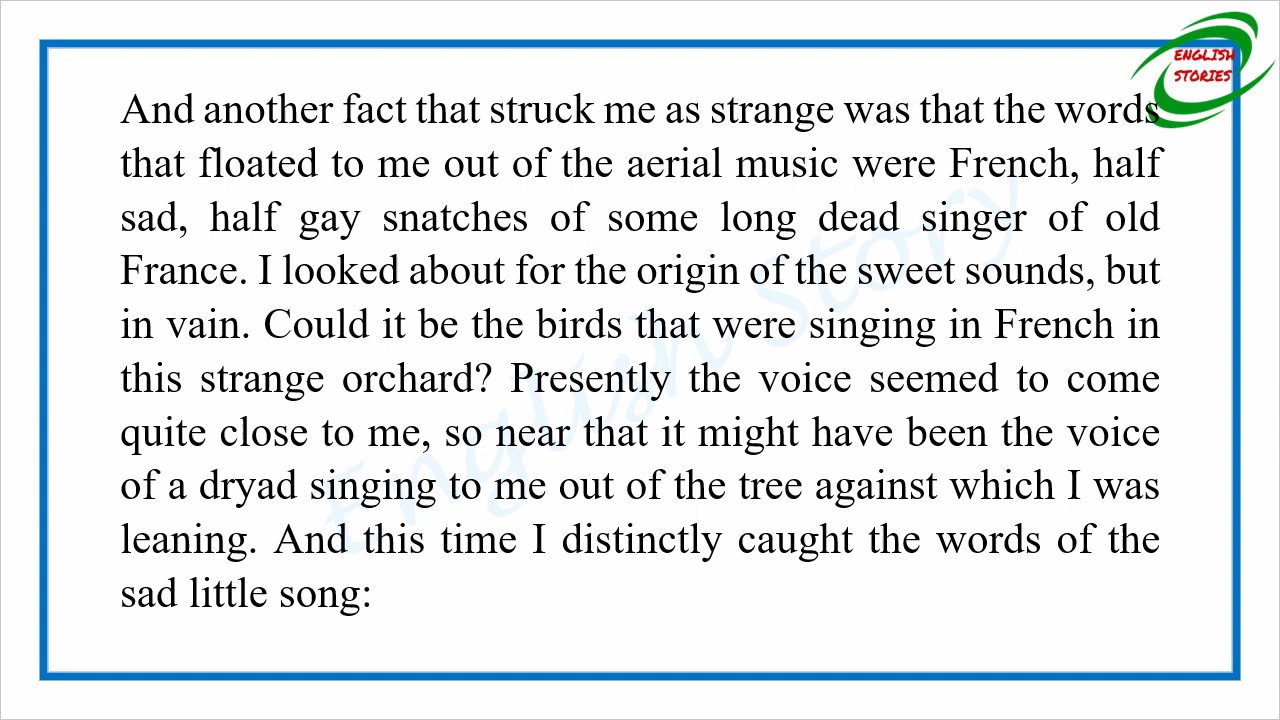 ENGLISH
STORIES
And another fact that struck me as strange was that the words
that floated to me out of the aerial music were French, half
sad, half gay snatches of some long dead singer of old
France. I looked about for the origin of the sweet sounds, but
in vain. Could it be the birds that were singing in French in
this strange orchard? Presently the voice seemed to come
quite close to me, so near that it might have been the voice
of a dryad singing to me out of the tree against which I was
leaning. And this time I distinctly caught the words of the
sad little song:
English Story